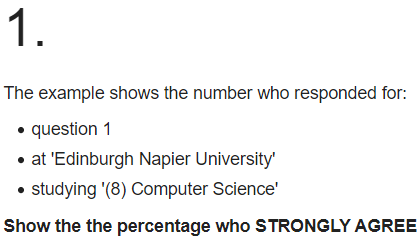 1.
The example shows the number who responded for:
• question 1
• at 'Edinburgh Napier University'
• studying '(8) Computer Science'
Show the the percentage who STRONGLY AGREE